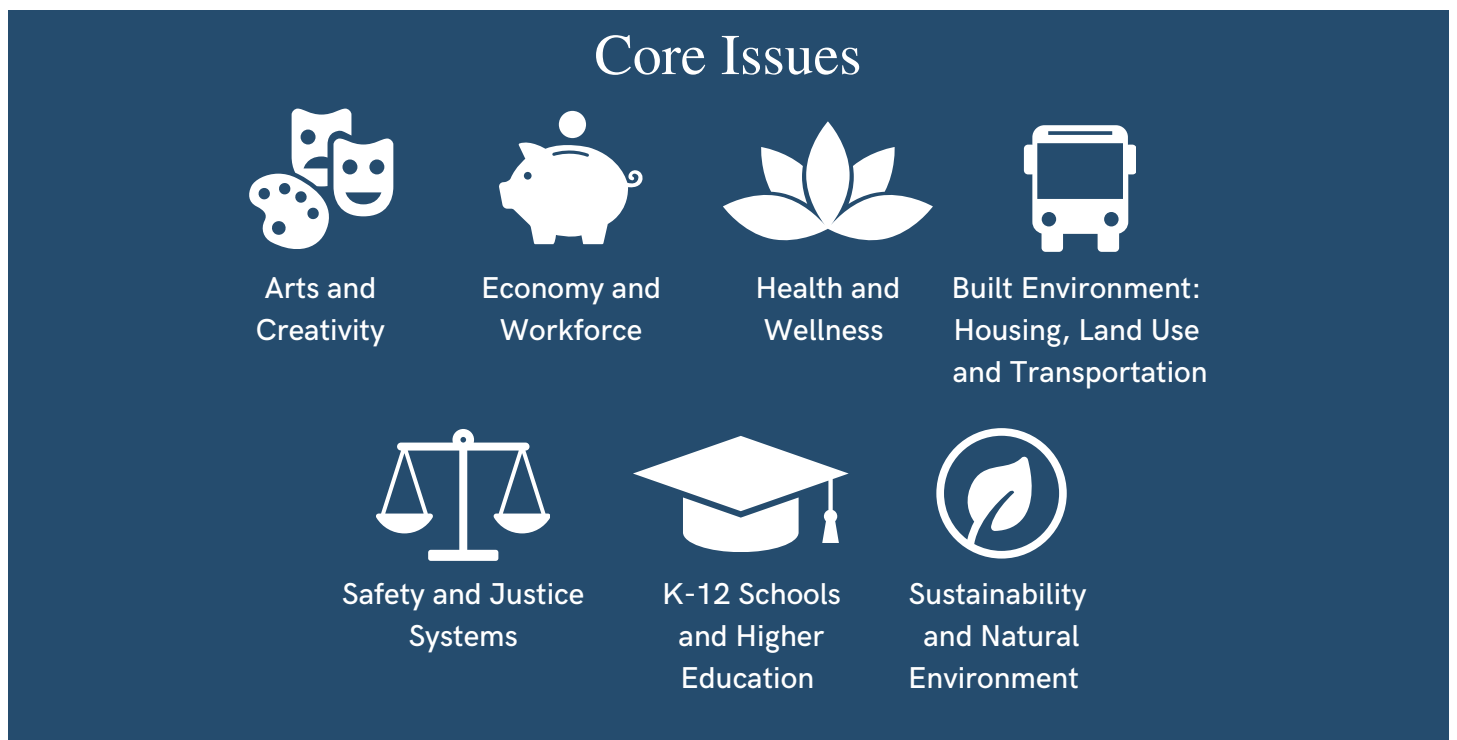 Core Issues
Arts and
Creativity
Economy and
Workforce
Health and
Wellness
Built Environment:
Housing, Land Use
and Transportation
Safety and Justice
Systems
K-12 Schools
and Higher
Education
Sustainability
and Natural
Environment